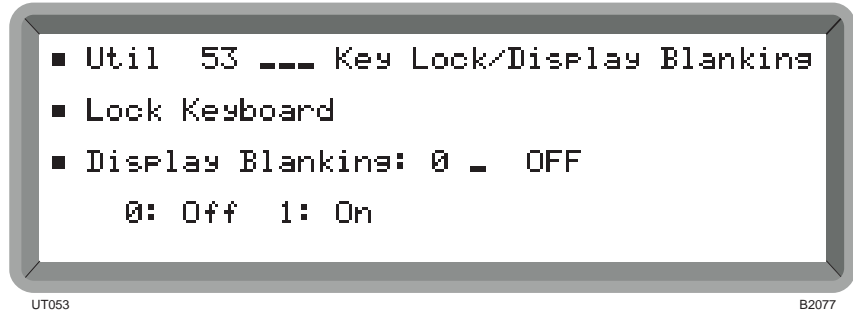 ■ Util 53 ___ Key Lock/Display Blanking
■ Lock Keyboard
■ Display Blanking: 0 _ OFF
0: Off 1: On
UT053 B2077